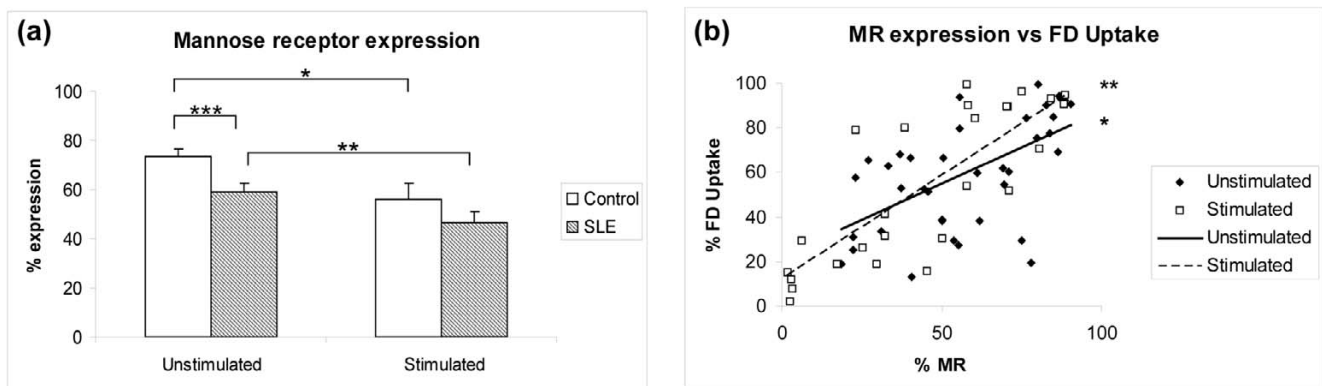 (a)
Mannose receptor expression
*
***
**
% expression
100
80
60
40
20
0
Unstimulated
Stimulated
Control
SLE
(b)
MR expression vs FD Uptake
**
*
% FD Uptake
100
80
60
40
20
0
0
50
100
% MR
Unstimulated
Stimulated
Unstimulated
Stimulated